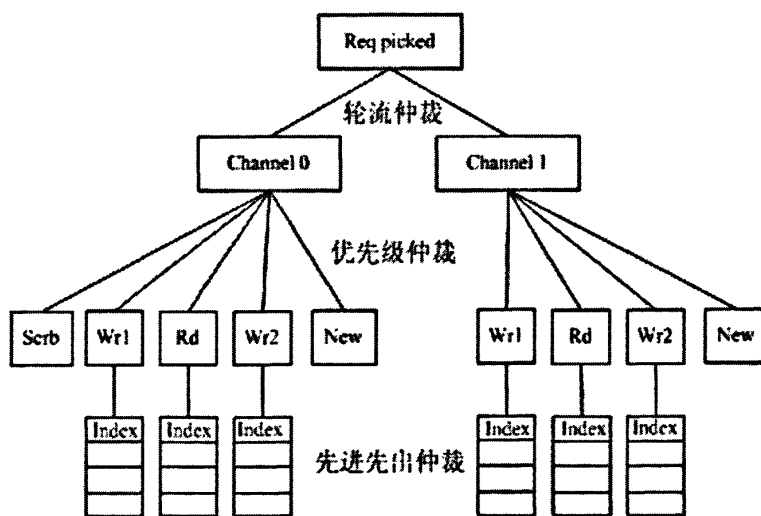 Req picked
轮流仲裁
Channel 0
Channel 1
优先级仲裁
Scrb
Wr1
Rd
Wr2
New
Wr1
Rd
Wr2
New
Index
Index
Index
Index
Index
Index
先进先出仲裁